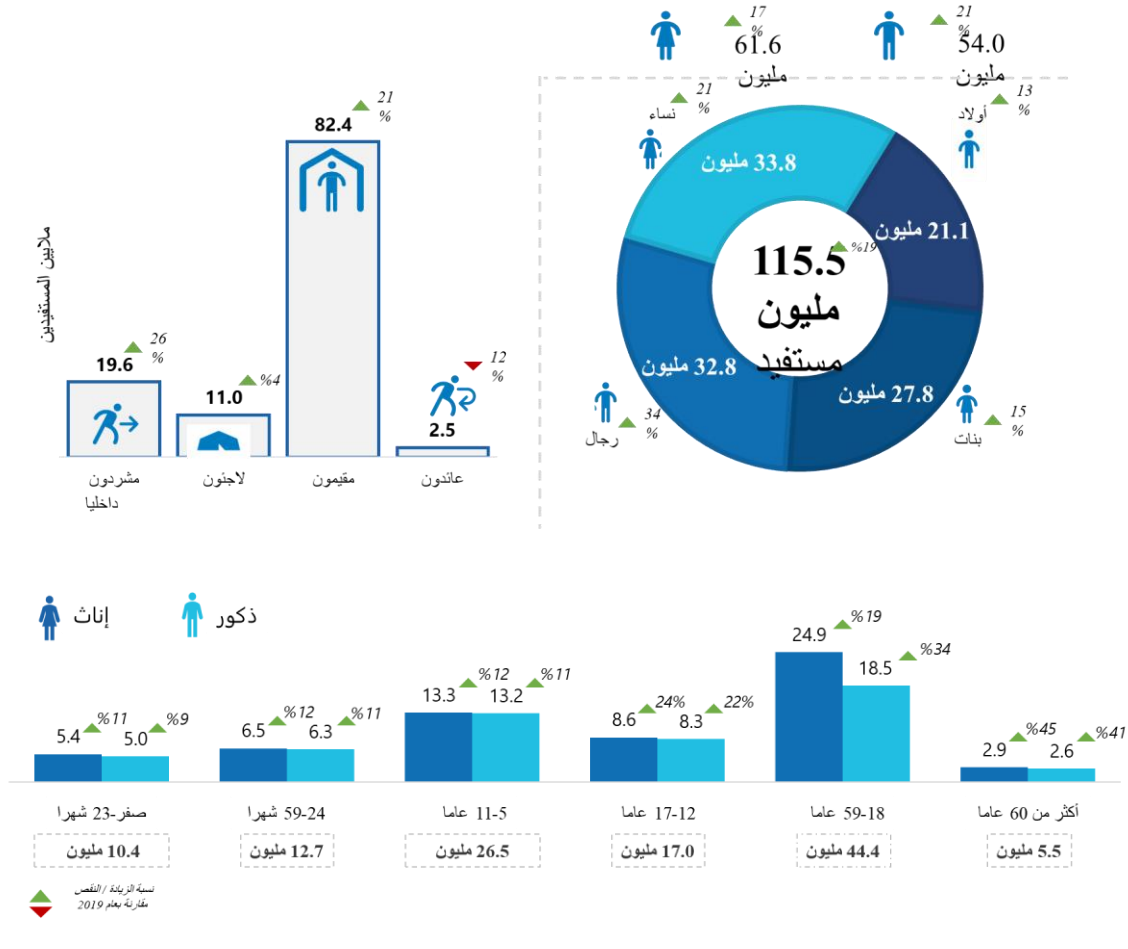 17
%
61.6
مليون
21
%
54.0
مليون
21
%
82.4
ملايين المستفيدين
26
%
19.6
%4
11.0
12
%
2.5
مشردون
داخليا
لاجئون
مقيمون
عائدون
21
%
نساء
13
%
أولاد
33.8 مليون
21.1 مليون
%19
115.5
مليون
مستفيد
32.8 مليون
27.8 مليون
34
%
رجال
15
%
بنات
إناث
ذكور
5.4
%11
5.0
%9
6.5
%12
6.3
%11
13.3
%12
13.2
%11
8.6
24%
8.3
22%
24.9
%19
18.5
%34
2.9
%45
2.6
%41
صفر-23 شهرا
59-24 شهرا
11-5 عاما
17-12 عاما
59-18 عاما
أكثر من 60 عاما
10.4 مليون
12.7 مليون
26.5 مليون
17.0 مليون
44.4 مليون
5.5 مليون
نسبة الزيادة / النقص
مقارنة بعام 2019